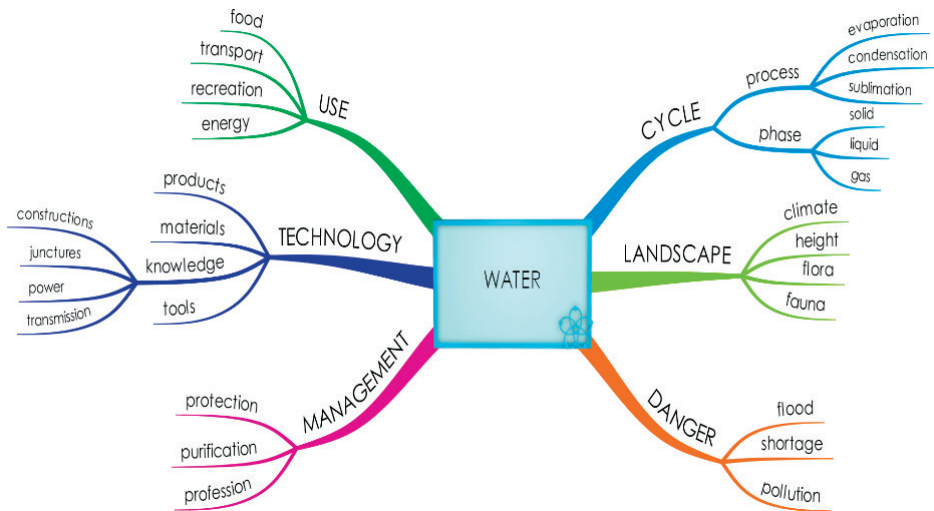 WATER
USE
food
transport
recreation
energy
TECHNOLOGY
products
materials
knowledge
constructions
junctures
power
transmission
tools
MANAGEMENT
protection
purification
profession
CYCLE
process
evaporation
condensation
sublimation
phase
solid
liquid
gas
LANDSCAPE
climate
height
flora
fauna
DANGER
flood
shortage
pollution